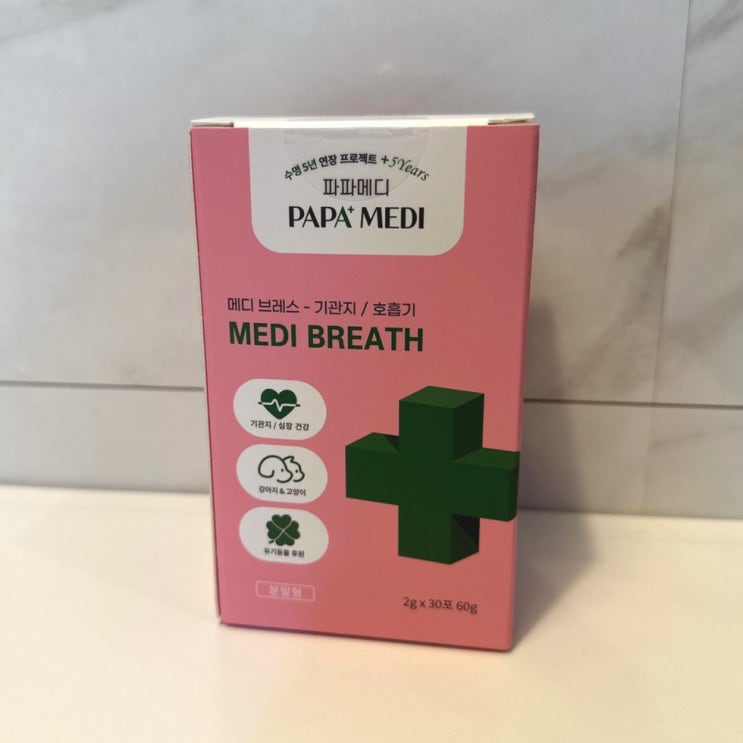 수명 5년 연장 프로젝트 +5Years
파파메디
PAPA+ MEDI
메디 브레스 - 기관지 / 호흡기
MEDI BREATH
기관지 / 심장 건강
강아지 & 고양이
유기동물 후원
분말형
2g x 30포 60g